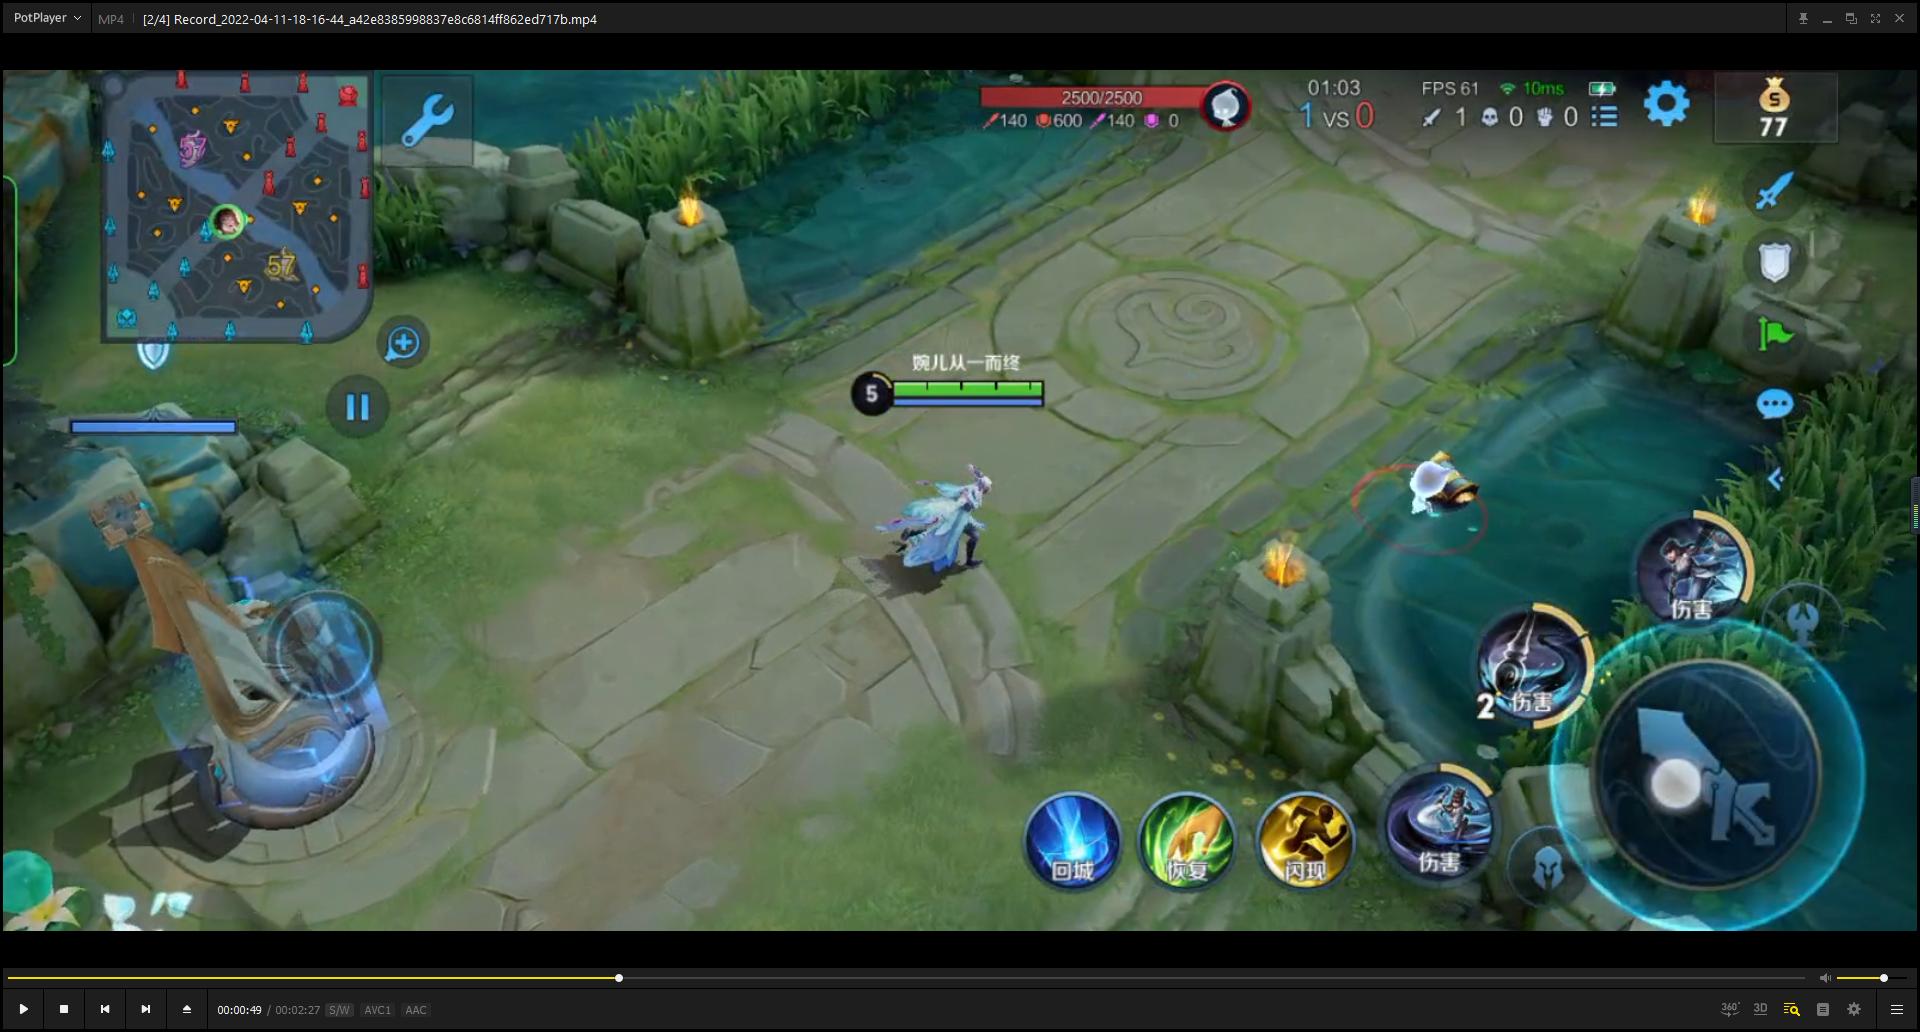 PotPlayer
MP4
[2/4] Record_2022-04-11-18-16-44_a42e8385998837e8c6814ff862ed717b.mp4
2500/2500
140 600 140 0
01:03
1 VS 0
FPS 61
10ms
1 0 0
77
57
57
婉儿从一而终
5
伤害
2 伤害
伤害
回城
恢复
闪现
00:00:49 / 00:02:27 S/W AVC1 AAC
360° 3D